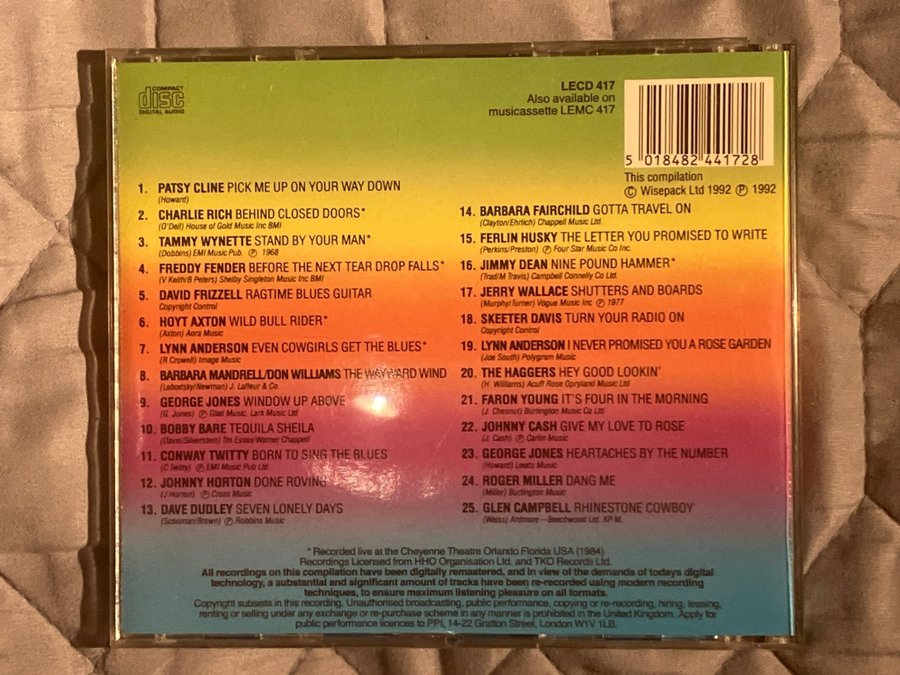 COMPACT
disc
DIGITAL AUDIO
LECD 417
Also available on
musicassette LEMC 417
5 018482 441728
This compilation
Ⓒ Wisepack Ltd 1992 Ⓟ 1992
1. PATSY CLINE PICK ME UP ON YOUR WAY DOWN
(Howard)
2. CHARLIE RICH BEHIND CLOSED DOORS*
(O'Dell) House of Gold Music Inc BMI
3. TAMMY WYNETTE STAND BY YOUR MAN*
(Dobbins) EMI Music Pub. Ⓟ 1968
4. FREDDY FENDER BEFORE THE NEXT TEAR DROP FALLS*
(V Keith/B Peters) Shelby Singleton Music Inc BMI
5. DAVID FRIZZELL RAGTIME BLUES GUITAR
Copyright Control
6. HOYT AXTON WILD BULL RIDER*
(Axton) Aora Music
7. LYNN ANDERSON EVEN COWGIRLS GET THE BLUES*
(R Crowell) Image Music
8. BARBARA MANDRELL/DON WILLIAMS THE WAYWARD WIND
(Lebotsky/Newman) J. Lafleur & Co.
9. GEORGE JONES WINDOW UP ABOVE
(G. Jones) Ⓟ Glad Music. Lark Music Ltd
10. BOBBY BARE TEQUILA SHEILA
(Davis/Silverstein) Tro Essex/Warner Chappell
11. CONWAY TWITTY BORN TO SING THE BLUES
(C Twitty) Ⓟ EMI Music Pub Ltd
12. JOHNNY HORTON DONE ROVING
(J Horton) Ⓟ Cross Music
13. DAVE DUDLEY SEVEN LONELY DAYS
(Schoman/Brown) Ⓟ Robbins Music
14. BARBARA FAIRCHILD GOTTA TRAVEL ON
(Clayton/Ehrlich) Chappell Music Ltd.
15. FERLIN HUSKY THE LETTER YOU PROMISED TO WRITE
(Perkins/Preston) Ⓟ Four Star Music Co Inc.
16. JIMMY DEAN NINE POUND HAMMER*
(Trad/M Travis) Campbell Connelly Co Ltd.
17. JERRY WALLACE SHUTTERS AND BOARDS
(Murphy/Turner) Vogue Music Inc Ⓟ 1977
18. SKEETER DAVIS TURN YOUR RADIO ON
Copyright Control
19. LYNN ANDERSON I NEVER PROMISED YOU A ROSE GARDEN
(Joe South) Polygram Music
20. THE HAGGERS HEY GOOD LOOKIN'
(H. Williams) Acuff Rose Opryland Music Ltd
21. FARON YOUNG IT'S FOUR IN THE MORNING
(J. Chesnut) Burlington Music Co Ltd
22. JOHNNY CASH GIVE MY LOVE TO ROSE
(J. Cash) Ⓟ Carlin Music
23. GEORGE JONES HEARTACHES BY THE NUMBER
(Howard) Leeds Music
24. ROGER MILLER DANG ME
(Miller) Burlington Music
25. GLEN CAMPBELL RHINESTONE COWBOY
(Weiss) Ardmore—Beechwood Ltd. KP.M.
* Recorded live at the Cheyenne Theatre Orlando Florida USA (1984)
Recordings Licensed from HHO Organisation Ltd. and TKO Records Ltd.
All recordings on this compilation have been digitally remastered, and in view of the demands of todays digital
technology, a substantial and significant amount of tracks have been re-recorded using modern recording
techniques, to ensure maximum listening pleasure on all formats.
Copyright subsists in this recording. Unauthorised broadcasting, public performance, copying or re-recording, hiring, leasing,
renting or selling under any exchange or re-purchase scheme in any manner is prohibited in the United Kingdom. Apply for
public performance licences to PPL 14-22 Gratton Street, London W1V 1LB.